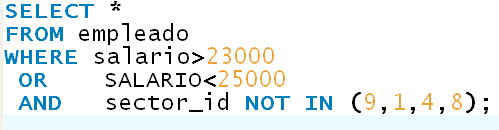 SELECT *
FROM empleado
WHERE salario>23000
OR SALARIO<25000
AND sector_id NOT IN (9,1,4,8);